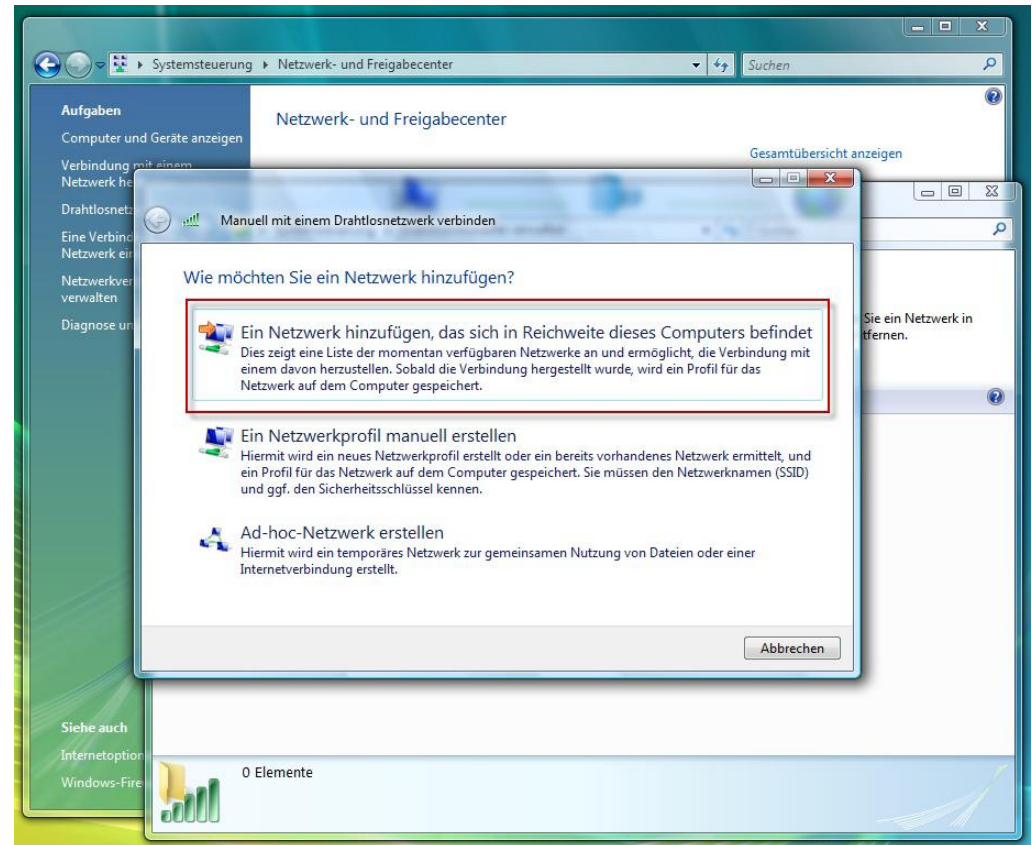 Systemsteuerung
Netzwerk- und Freigabecenter
Suchen
Aufgaben
Computer und Geräte anzeigen
Verbindung mit einem
Netzwerk he
Drahtlosnetz
Eine Verbind
Netzwerk ein
Netzwerkver
verwalten
Diagnose un
Siehe auch
Internetoption
Windows-Fire
Netzwerk- und Freigabecenter
Gesamtübersicht anzeigen
Sie ein Netzwerk in
tfernen.
Manuell mit einem Drahtlosnetzwerk verbinden
Wie möchten Sie ein Netzwerk hinzufügen?
Ein Netzwerk hinzufügen, das sich in Reichweite dieses Computers befindet
Dies zeigt eine Liste der momentan verfügbaren Netzwerke an und ermöglicht, die Verbindung mit
einem davon herzustellen. Sobald die Verbindung hergestellt wurde, wird ein Profil für das
Netzwerk auf dem Computer gespeichert.
Ein Netzwerkprofil manuell erstellen
Hiermit wird ein neues Netzwerkprofil erstellt oder ein bereits vorhandenes Netzwerk ermittelt, und
ein Profil für das Netzwerk auf dem Computer gespeichert. Sie müssen den Netzwerknamen (SSID)
und ggf. den Sicherheitsschlüssel kennen.
Ad-hoc-Netzwerk erstellen
Hiermit wird ein temporäres Netzwerk zur gemeinsamen Nutzung von Dateien oder einer
Internetverbindung erstellt.
Abbrechen
0 Elemente